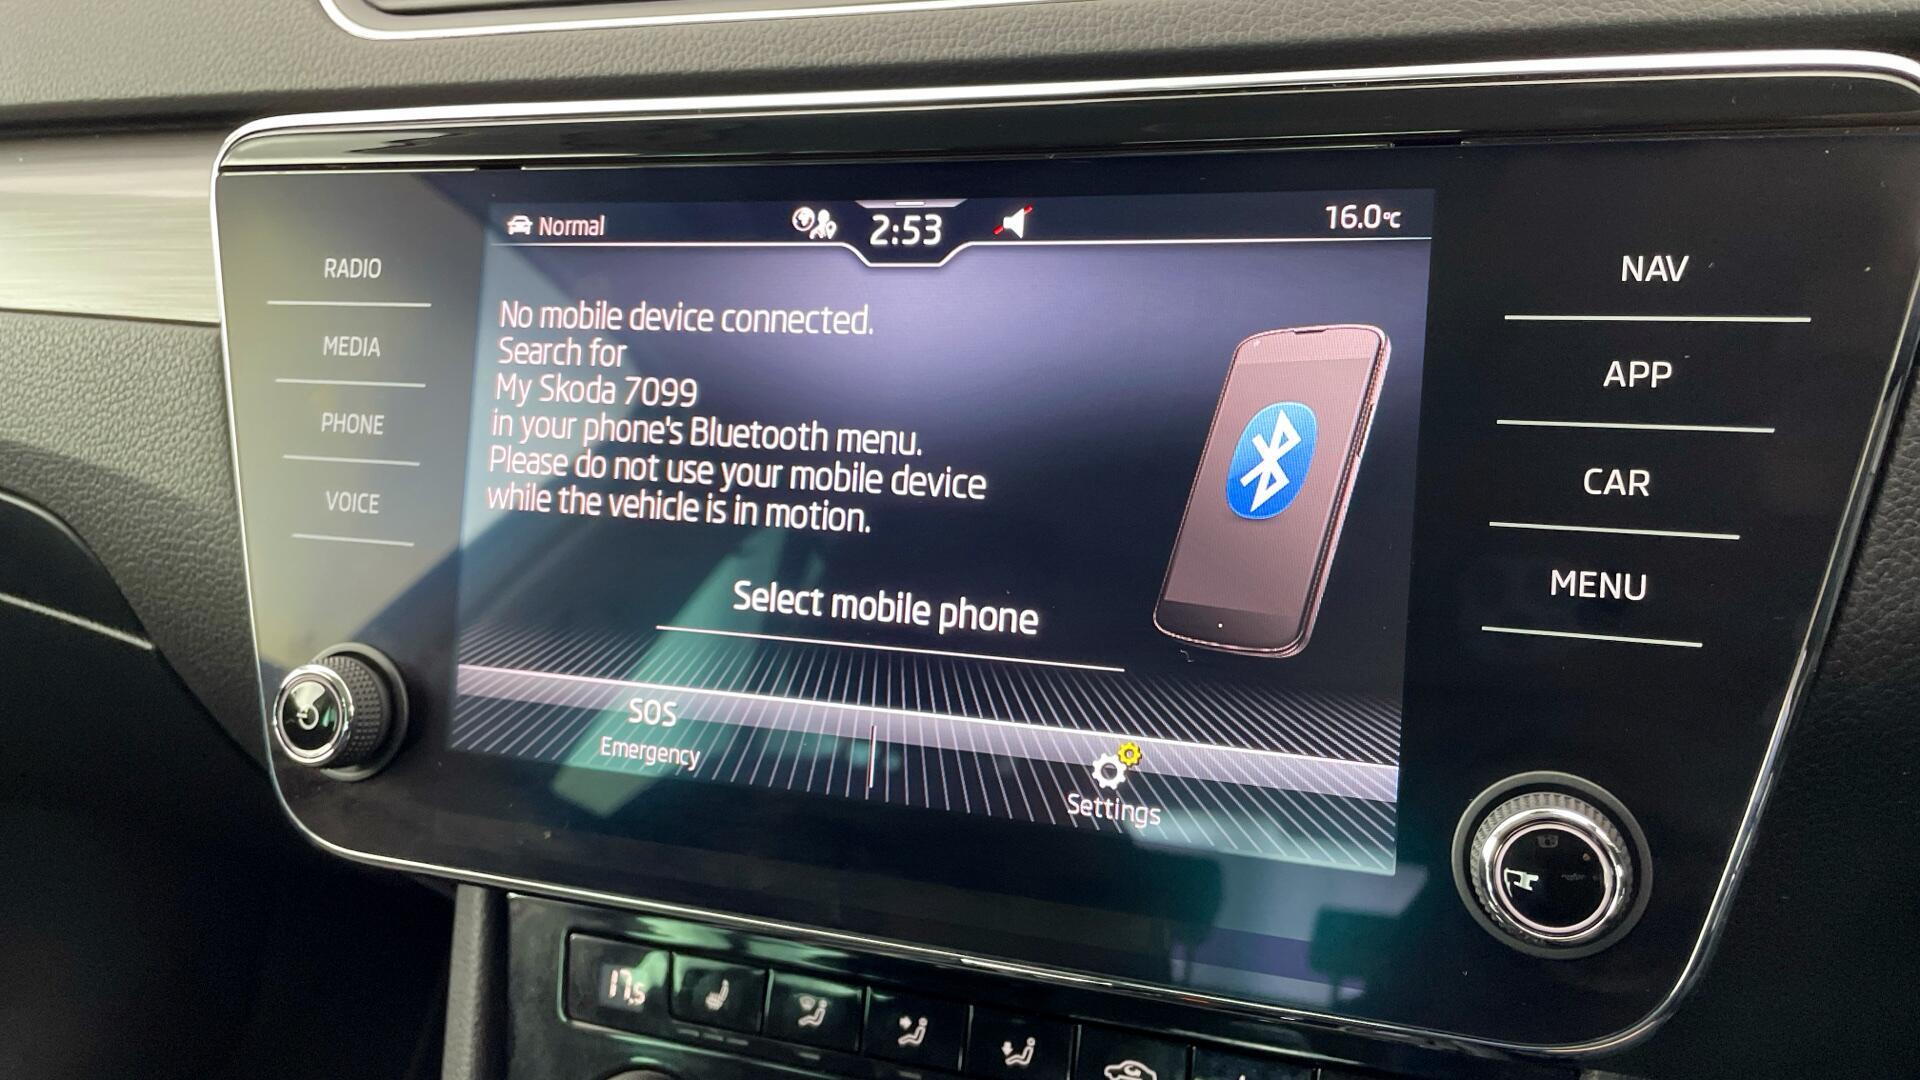 Normal
2:53
16.0°C
RADIO
MEDIA
PHONE
VOICE
No mobile device connected.
Search for
My Skoda 7099
in your phone's Bluetooth menu.
Please do not use your mobile device
while the vehicle is in motion.
Select mobile phone
SOS
Emergency
Settings
NAV
APP
CAR
MENU
17.5